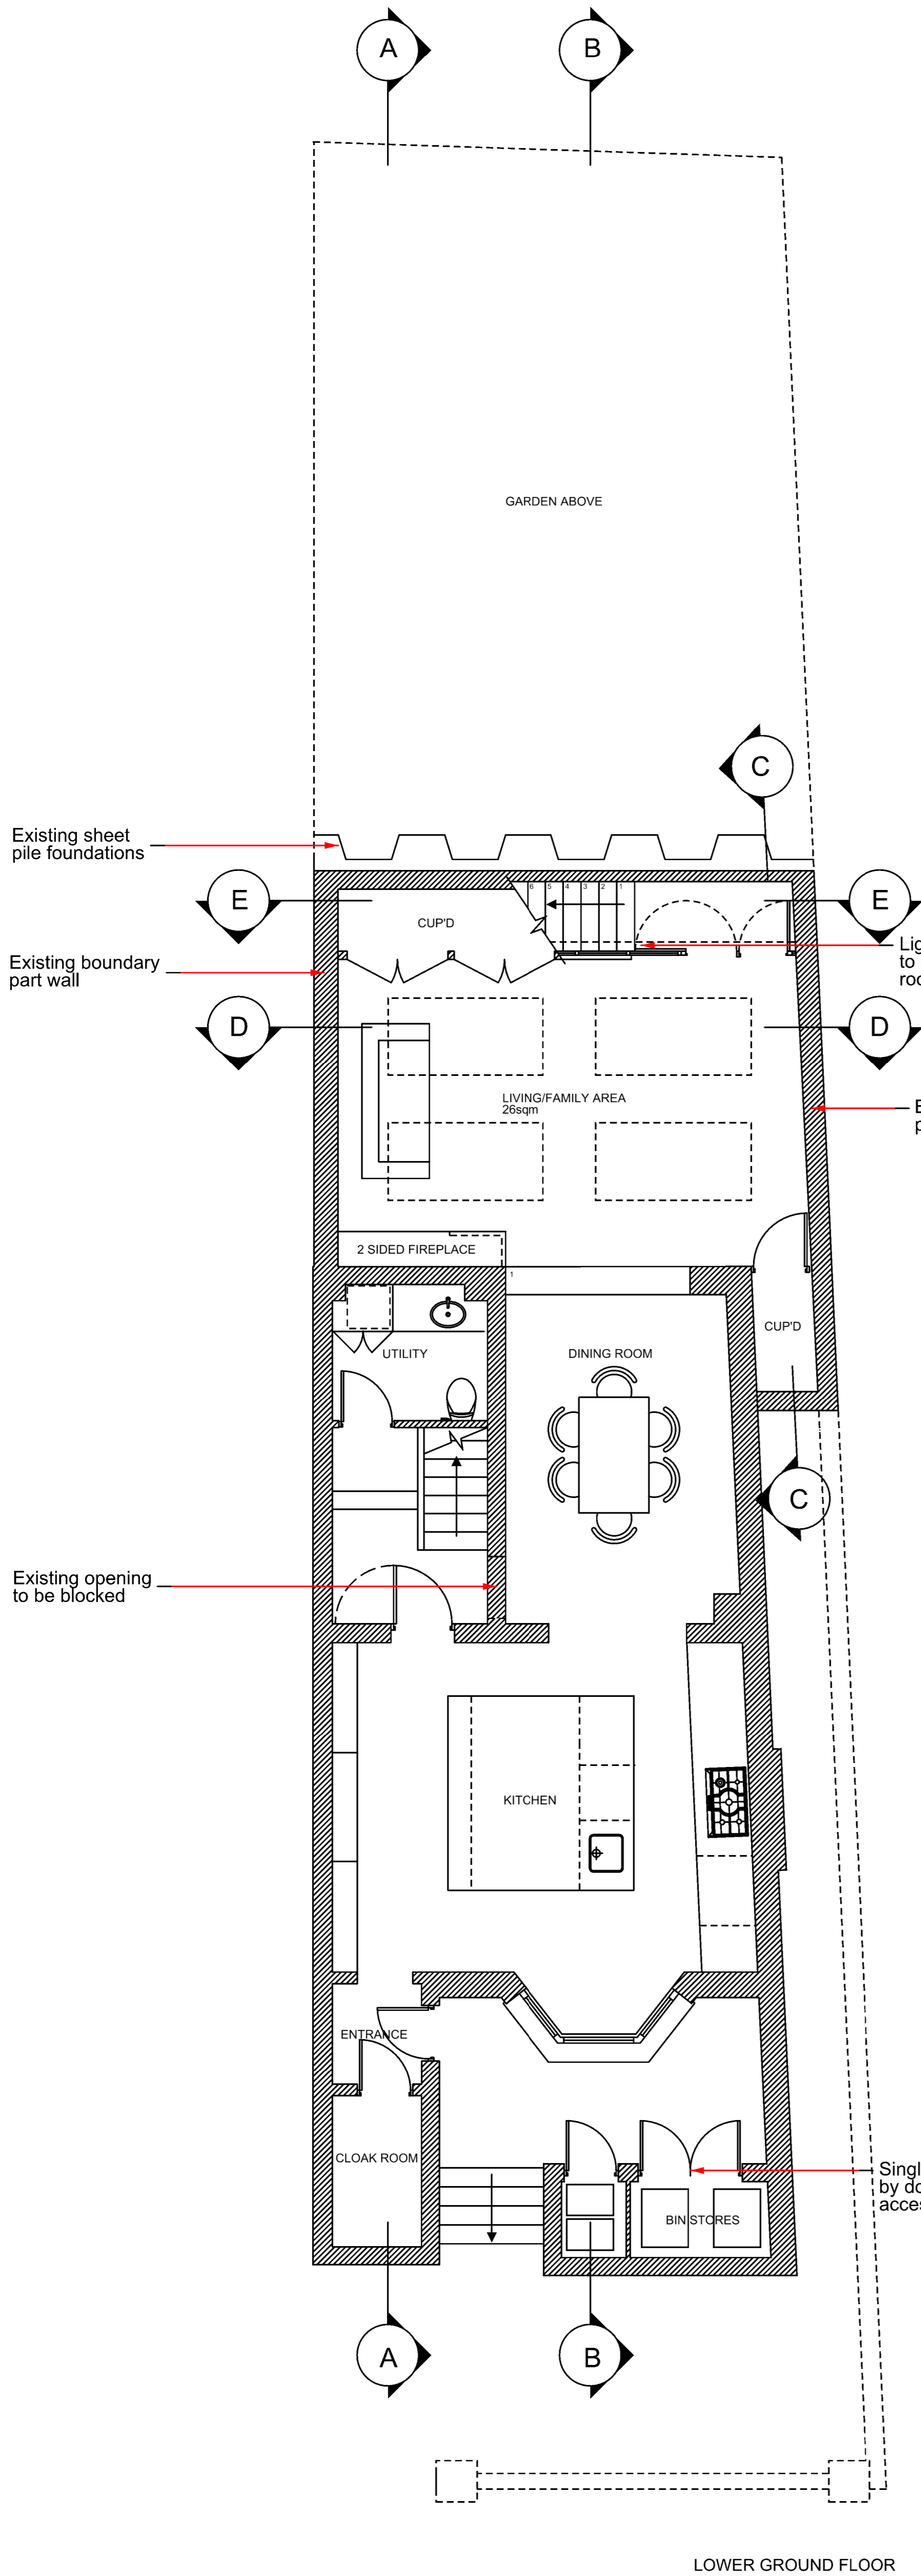 A
B
GARDEN ABOVE
C
Existing sheet
pile foundations
E
E
CUP'D
6 5 4 3 2 1
Existing boundary
part wall
to
D
D
LIVING/FAMILY AREA
26sqm
2 SIDED FIREPLACE
1
CUP'D
UTILITY
DINING ROOM
C
Existing opening
to be blocked
KITCHEN
ENTRANCE
CLOAK ROOM
by
BIN STORES
A
B
LOWER GROUND FLOOR